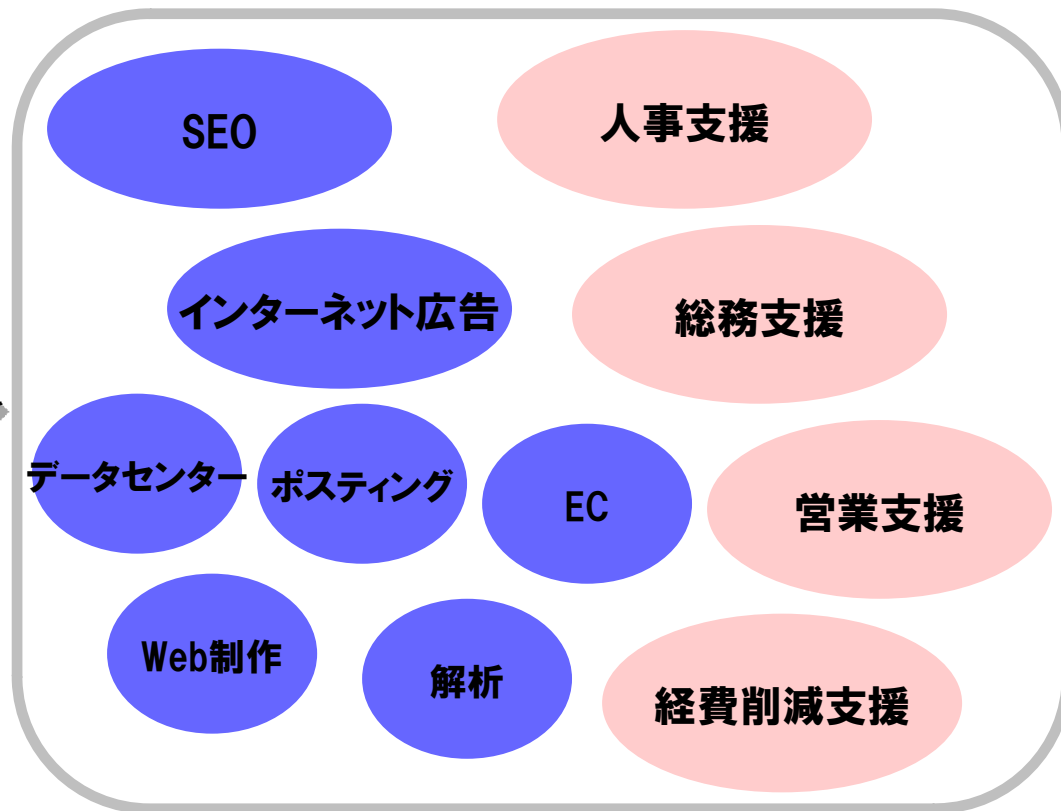 SEO
人事支援
インターネット広告
総務支援
データセンター
ポスティング
EC
営業支援
Web制作
解析
経費削減支援